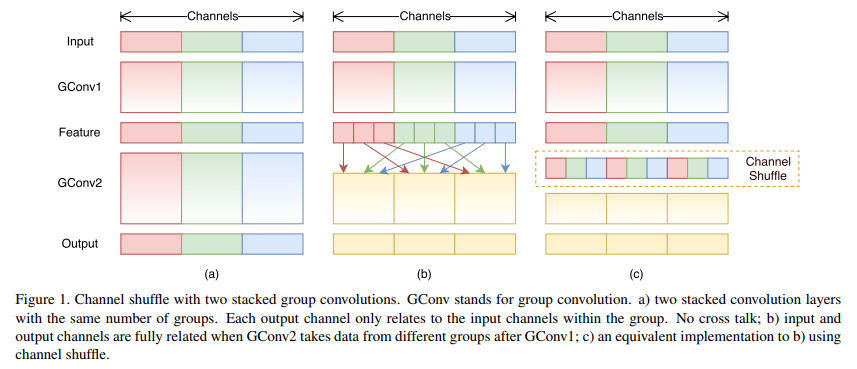 Channels
Channels
Channels
Input
GConv1
Feature
GConv2
Channel
Shuffle
Output
(a)
(b)
(c)
Figure 1. Channel shuffle with two stacked group convolutions. GConv stands for group convolution. a) two stacked convolution layers
with the same number of groups. Each output channel only relates to the input channels within the group. No cross talk; b) input and
output channels are fully related when GConv2 takes data from different groups after GConv1; c) an equivalent implementation to b) using
channel shuffle.